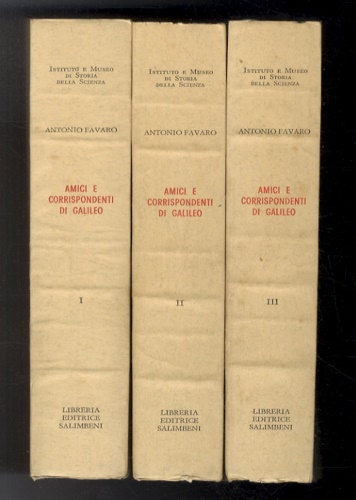 Istituto e Museo
di Storia
della Scienza
ANTONIO FAVARO
AMICI E
CORRISPONDENTI
DI GALILEO
I
LIBRERIA
EDITRICE
SALIMBENI
Istituto e Museo
di Storia
della Scienza
ANTONIO FAVARO
AMICI E
CORRISPONDENTI
DI GALILEO
II
LIBRERIA
EDITRICE
SALIMBENI
Istituto e Museo
di Storia
della Scienza
ANTONIO FAVARO
AMICI E
CORRISPONDENTI
DI GALILEO
III
LIBRERIA
EDITRICE
SALIMBENI